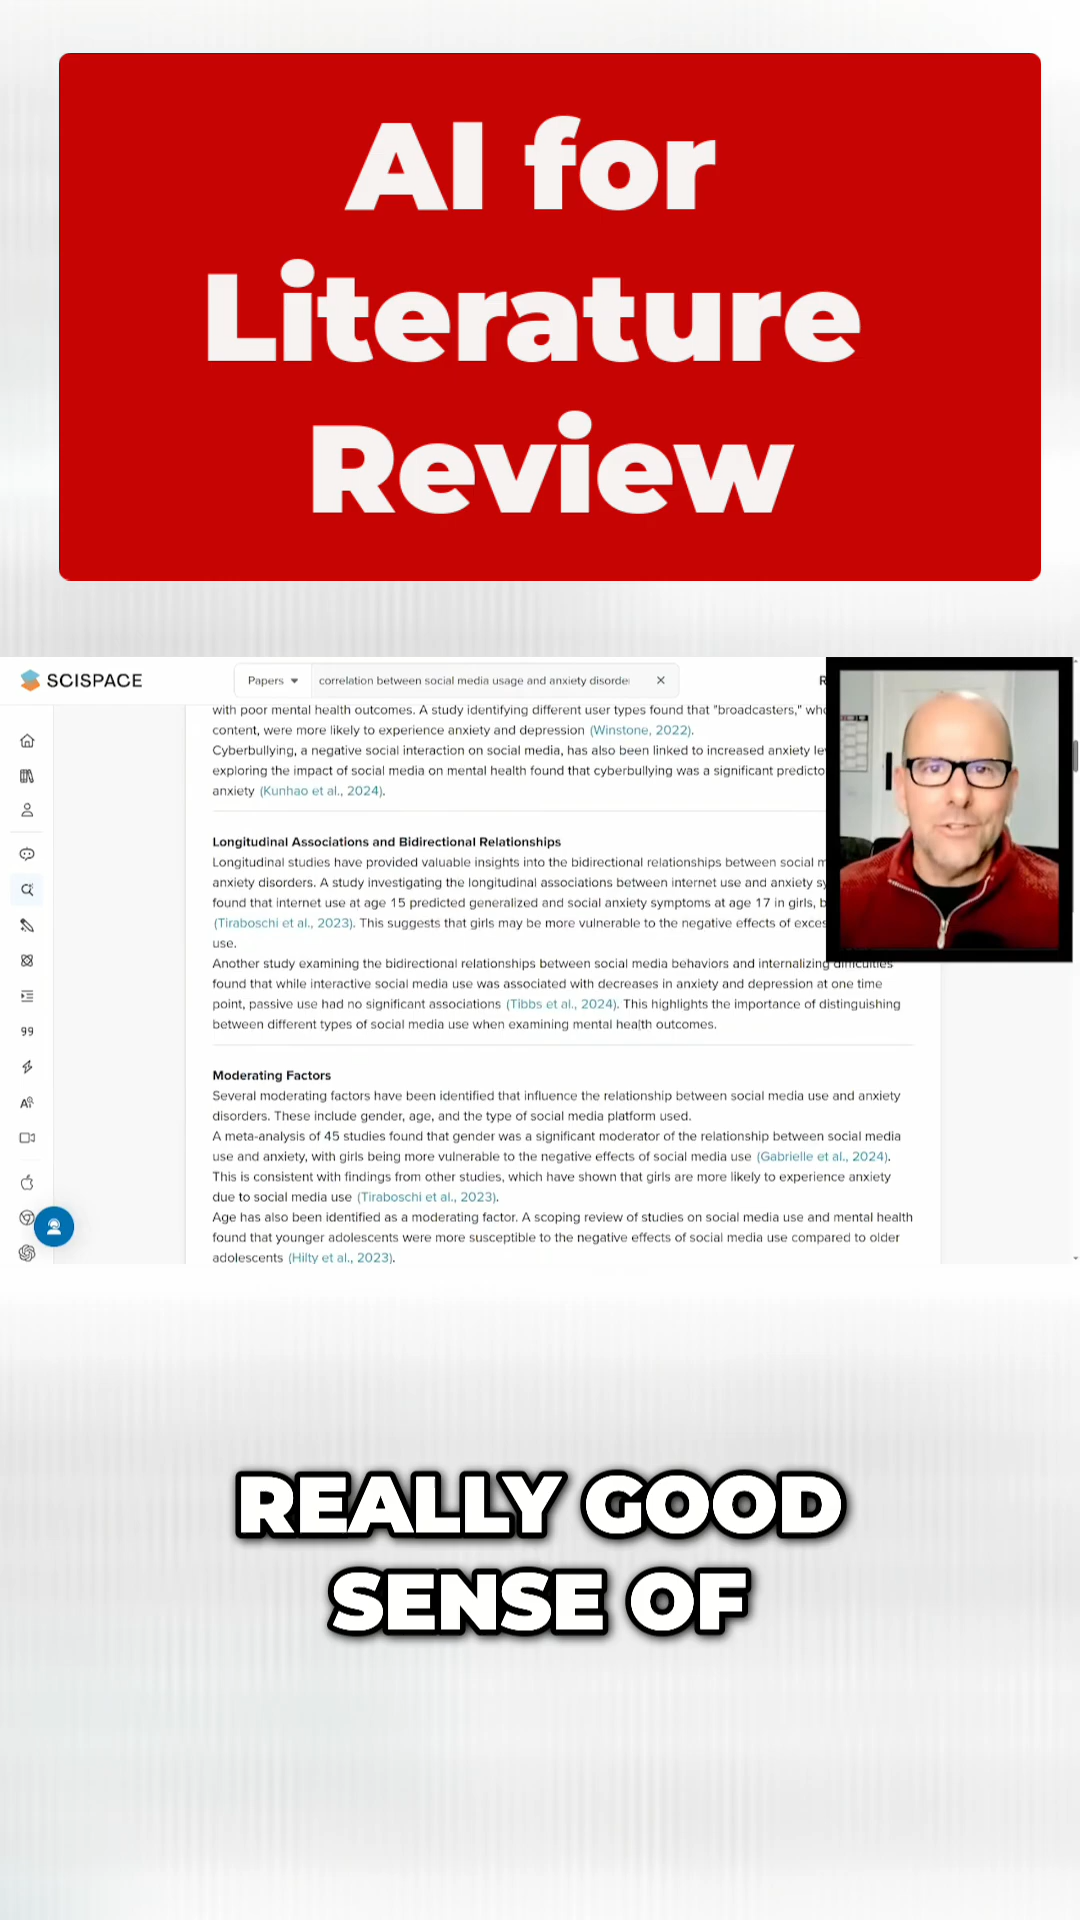 AI for
Literature
Review
SCISPACE
Papers
correlation between social media usage and anxiety disorde
R
with poor mental health outcomes. A study identifying different user types found that "broadcasters," who
content, were more likely to experience anxiety and depression (Winstone, 2022).
Cyberbullying, a negative social interaction on social media, has also been linked to increased anxiety le
exploring the impact of social media on mental health found that cyberbullying was a significant predicto
anxiety (Kunhao et al., 2024).
Longitudinal Associations and Bidirectional Relationships
Longitudinal studies have provided valuable insights into the bidirectional relationships between social m
anxiety disorders. A study investigating the longitudinal associations between internet use and anxiety sy
found that internet use at age 15 predicted generalized and social anxiety symptoms at age 17 in girls, b
(Tiraboschi et al., 2023). This suggests that girls may be more vulnerable to the negative effects of exces
use.
Another study examining the bidirectional relationships between social media behaviors and internalizing difficulties
found that while interactive social media use was associated with decreases in anxiety and depression at one time
point, passive use had no significant associations (Tibbs et al., 2024). This highlights the importance of distinguishing
between different types of social media use when examining mental health outcomes.
Moderating Factors
Several moderating factors have been identified that influence the relationship between social media use and anxiety
disorders. These include gender, age, and the type of social media platform used.
A meta-analysis of 45 studies found that gender was a significant moderator of the relationship between social media
use and anxiety, with girls being more vulnerable to the negative effects of social media use (Gabrielle et al., 2024).
This is consistent with findings from other studies, which have shown that girls are more likely to experience anxiety
due to social media use (Tiraboschi et al., 2023).
Age has also been identified as a moderating factor. A scoping review of studies on social media use and mental health
found that younger adolescents were more susceptible to the negative effects of social media use compared to older
adolescents (Hilty et al., 2023).
REALLY GOOD
SENSE OF